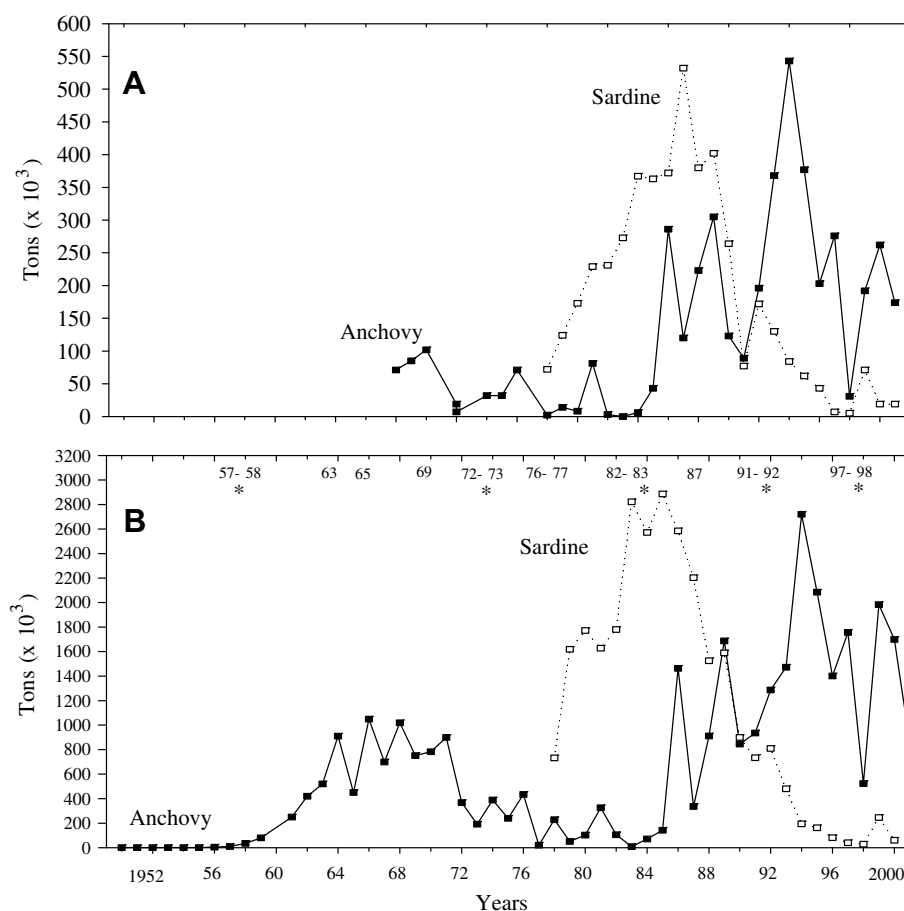 600
550
A
500
Sardine
450
400
350
300
250
200
150
Anchovy
100
50
0
Tons (x 10³)
3200
57- 58 63 65 69 72- 73 76- 77 82- 83 87 91- 92 97- 98
* * * * *
3000
2800
B
2600
Sardine
2400
2200
2000
1800
1600
1400
1200
1000
800
600
400
Anchovy
200
0
Tons (x 10³)
1952 56 60 64 68 72 76 80 84 88 92 96 2000
Years